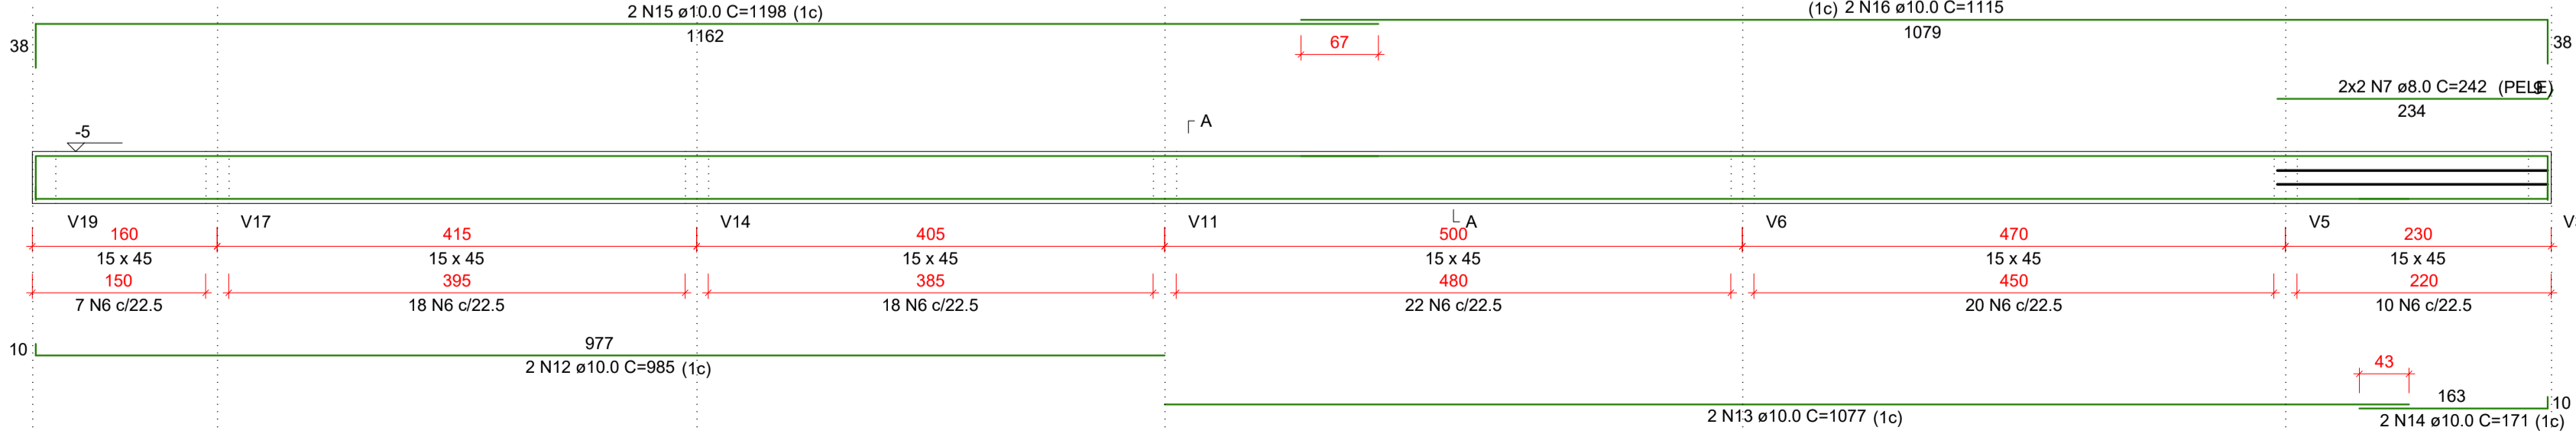 2 N15 ø10.0 C=1198 (1c)
(1c) 2 N16 ø10.0 C=1115
38
1162
67
1079
38
2x2 N7 ø8.0 C=242 (PELE)
9
234
A
-5
V19
V17
V14
V11
A
V6
V5
160
415
405
500
470
230
15 x 45
15 x 45
15 x 45
15 x 45
15 x 45
15 x 45
150
395
385
480
450
220
7 N6 c/22.5
18 N6 c/22.5
18 N6 c/22.5
22 N6 c/22.5
20 N6 c/22.5
10 N6 c/22.5
10
977
2 N12 ø10.0 C=985 (1c)
43
163
10
2 N13 ø10.0 C=1077 (1c)
2 N14 ø10.0 C=171 (1c)